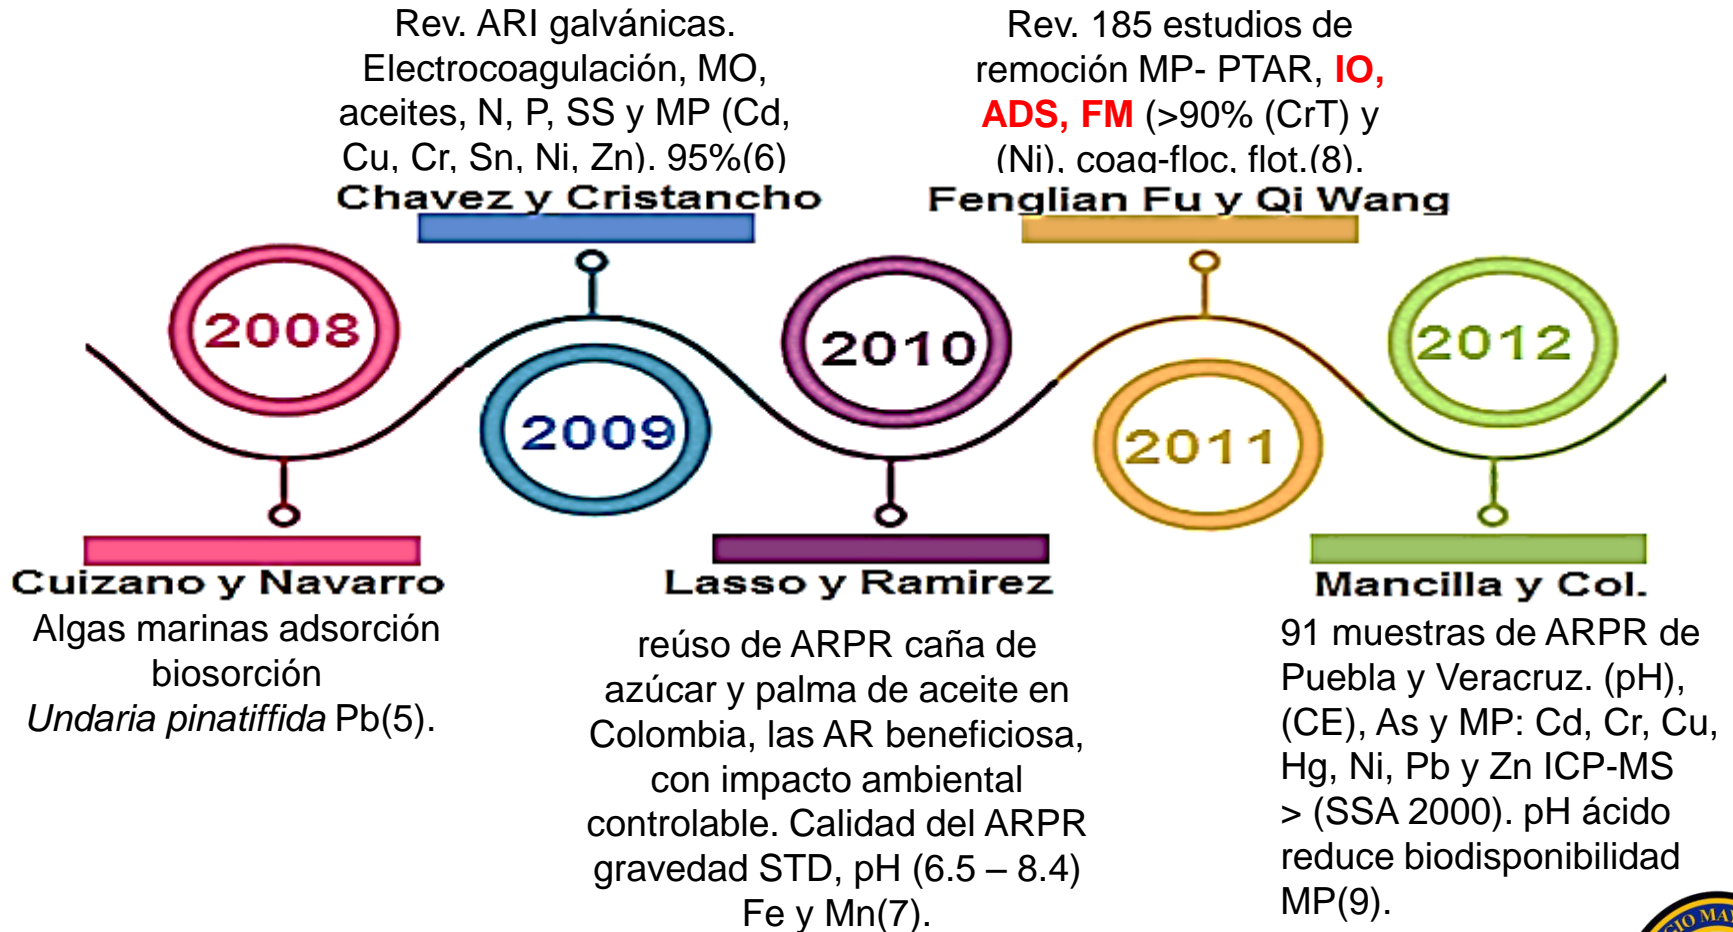 Rev. ARI galvánicas.
Electrocoagulación, MO,
aceites, N, P, SS y MP (Cd,
Cu, Cr, Sn, Ni, Zn). 95%(6)
Chavez y Cristancho
Rev. 185 estudios de
remoción MP- PTAR, IO,
ADS, FM (>90% (CrT) y
(Ni), coag-floc, flot.(8).
Fenglian Fu y Qi Wang
2008
2009
2010
2011
2012
Cuizano y Navarro
Algas marinas adsorción
biosorción
Undaria pinatiffida Pb(5).
Lasso y Ramirez
reúso de ARPR caña de
azúcar y palma de aceite en
Colombia, las AR beneficiosa,
con impacto ambiental
controlable. Calidad del ARPR
gravedad STD, pH (6.5 – 8.4)
Fe y Mn(7).
Mancilla y Col.
91 muestras de ARPR de
Puebla y Veracruz. (pH),
(CE), As y MP: Cd, Cr, Cu,
Hg, Ni, Pb y Zn ICP-MS
> (SSA 2000). pH ácido
reduce biodisponibilidad
MP(9).